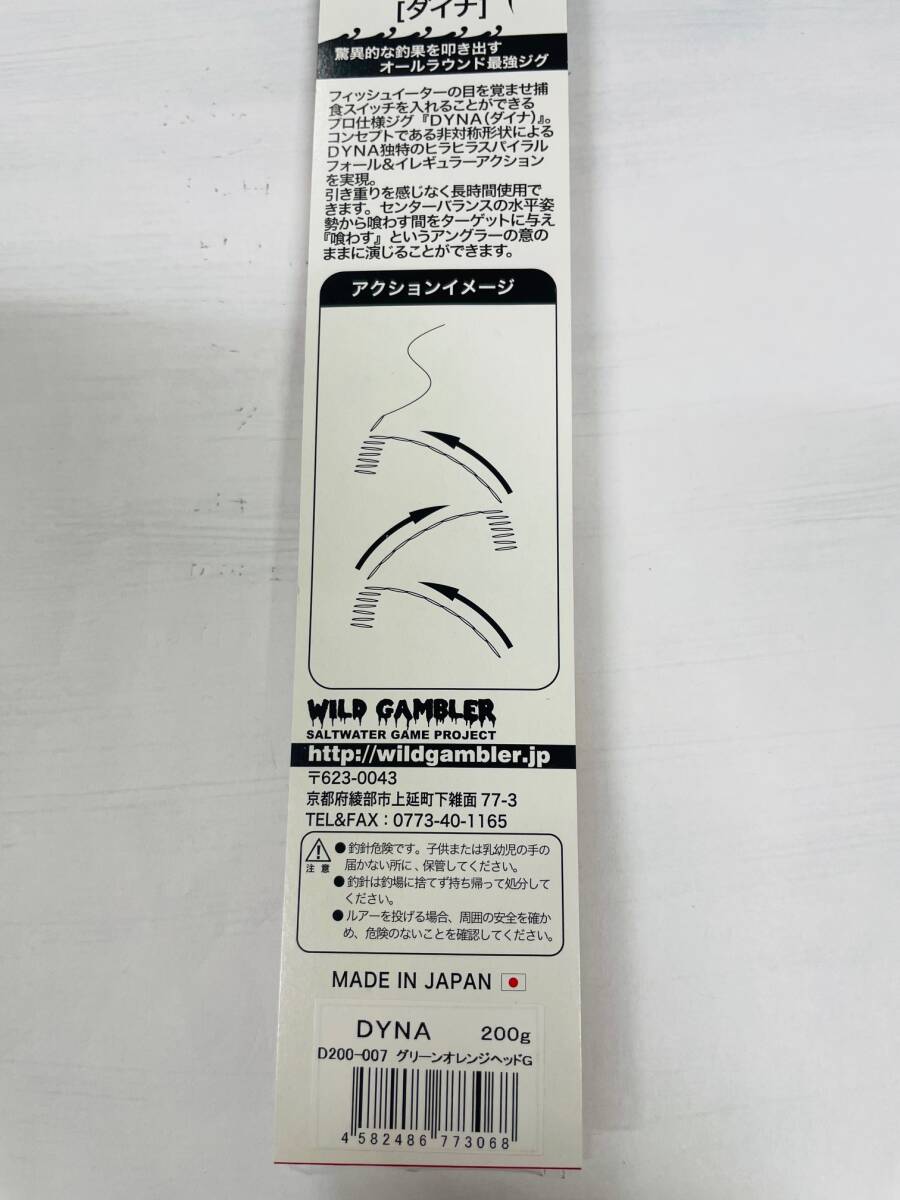 [ダイナ]
驚異的な釣果を叩き出す
オールラウンド最強ジグ
フィッシュイーターの目を覚ませ捕
食スイッチを入れることができる
プロ仕様ジグ『DYNA(ダイナ)』。
コンセプトである非対称形状による
DYNA独特のヒラヒラスパイラル
フォール&イレギュラーアクション
を実現。
引き重りを感じなく長時間使用で
きます。センターバランスの水平姿
勢から喰わす間をターゲットに与え
『喰わす』というアングラーの意の
ままに演じることができます。
アクションイメージ
WILD GAMBLER
SALTWATER GAME PROJECT
http://wildgambler.jp
〒623-0043
京都府綾部市上延町下雑面 77-3
TEL&FAX：0773-40-1165
注意
●釣針危険です。子供または乳幼児の手の
届かない所に、保管してください。
●釣針は釣場に捨てず持ち帰って処分して
ください。
●ルアーを投げる場合、周囲の安全を確か
め、危険のないことを確認してください。
MADE IN JAPAN
DYNA 200g
D200-007 グリーンオレンジヘッドG
4 582486 773068